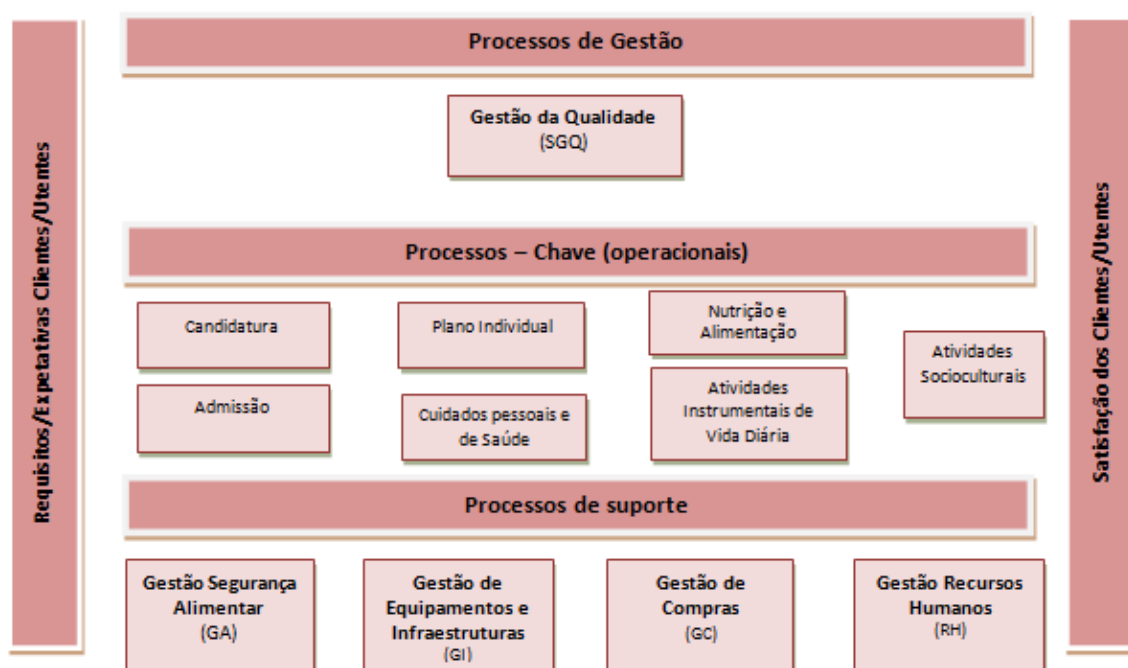 Requisitos/Expetativas Clientes/Utentes
Processos de Gestão
Gestão da Qualidade
(SGQ)
Processos – Chave (operacionais)
Candidatura
Plano Individual
Nutrição e
Alimentação
Atividades
Socioculturais
Admissão
Cuidados pessoais e
de Saúde
Atividades
Instrumentais de
Vida Diária
Processos de suporte
Gestão Segurança
Alimentar
(GA)
Gestão de
Equipamentos e
Infraestruturas
(GI)
Gestão de
Compras
(GC)
Gestão Recursos
Humanos
(RH)
Satisfação dos Clientes/Utentes